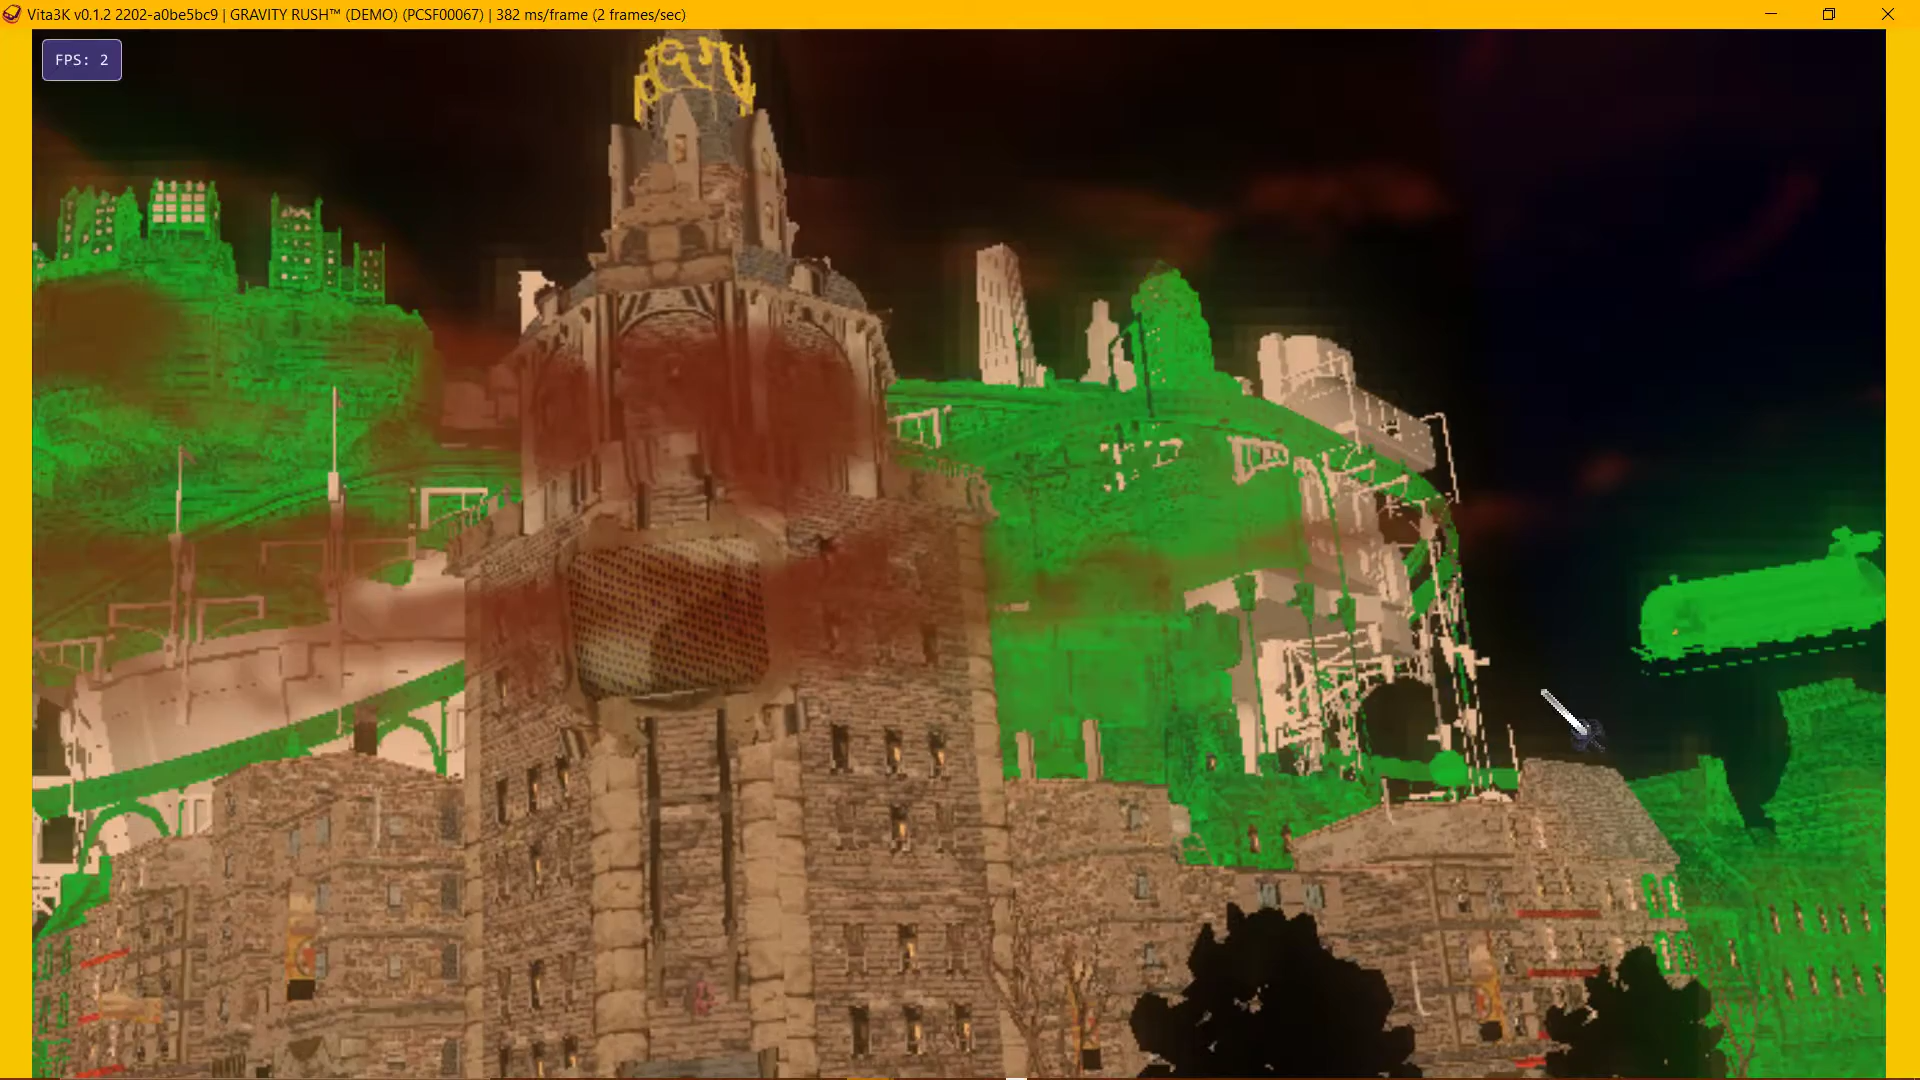 Vita3K v0.1.2 2202-a0be5bc9 | GRAVITY RUSH™ (DEMO) (PCSF00067) | 382 ms/frame (2 frames/sec)
FPS: 2